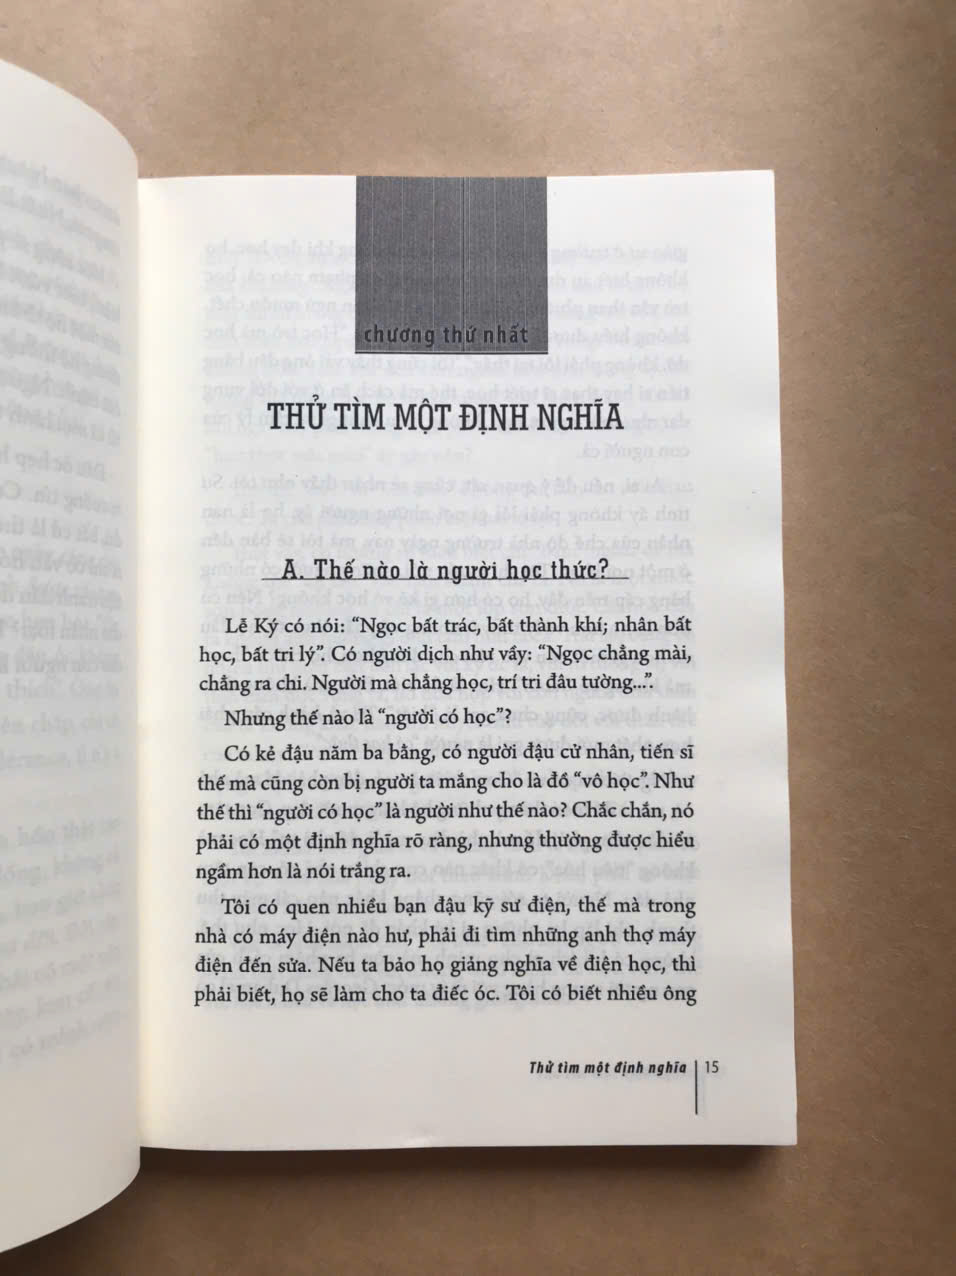 chương thứ nhất
THỬ TÌM MỘT ĐỊNH NGHĨA
A. Thế nào là người học thức?
Lễ Ký có nói: “Ngọc bất trác, bất thành khí; nhân bất
học, bất tri lý”. Có người dịch như vầy: “Ngọc chẳng mài,
chẳng ra chi. Người mà chẳng học, trí tri đâu tường...”.
Nhưng thế nào là “người có học”?
Có kẻ đậu năm ba bằng, có người đậu cử nhân, tiến sĩ
thế mà cũng còn bị người ta mắng cho là đồ “vô học”. Như
thế thì “người có học” là người như thế nào? Chắc chắn, nó
phải có một định nghĩa rõ ràng, nhưng thường được hiểu
ngầm hơn là nói trắng ra.
Tôi có quen nhiều bạn đậu kỹ sư điện, thế mà trong
nhà có máy điện nào hư, phải đi tìm những anh thợ máy
điện đến sửa. Nếu ta bảo họ giảng nghĩa về điện học, thì
phải biết, họ sẽ làm cho ta điếc óc. Tôi có biết nhiều ông
Thử tìm một định nghĩa
15